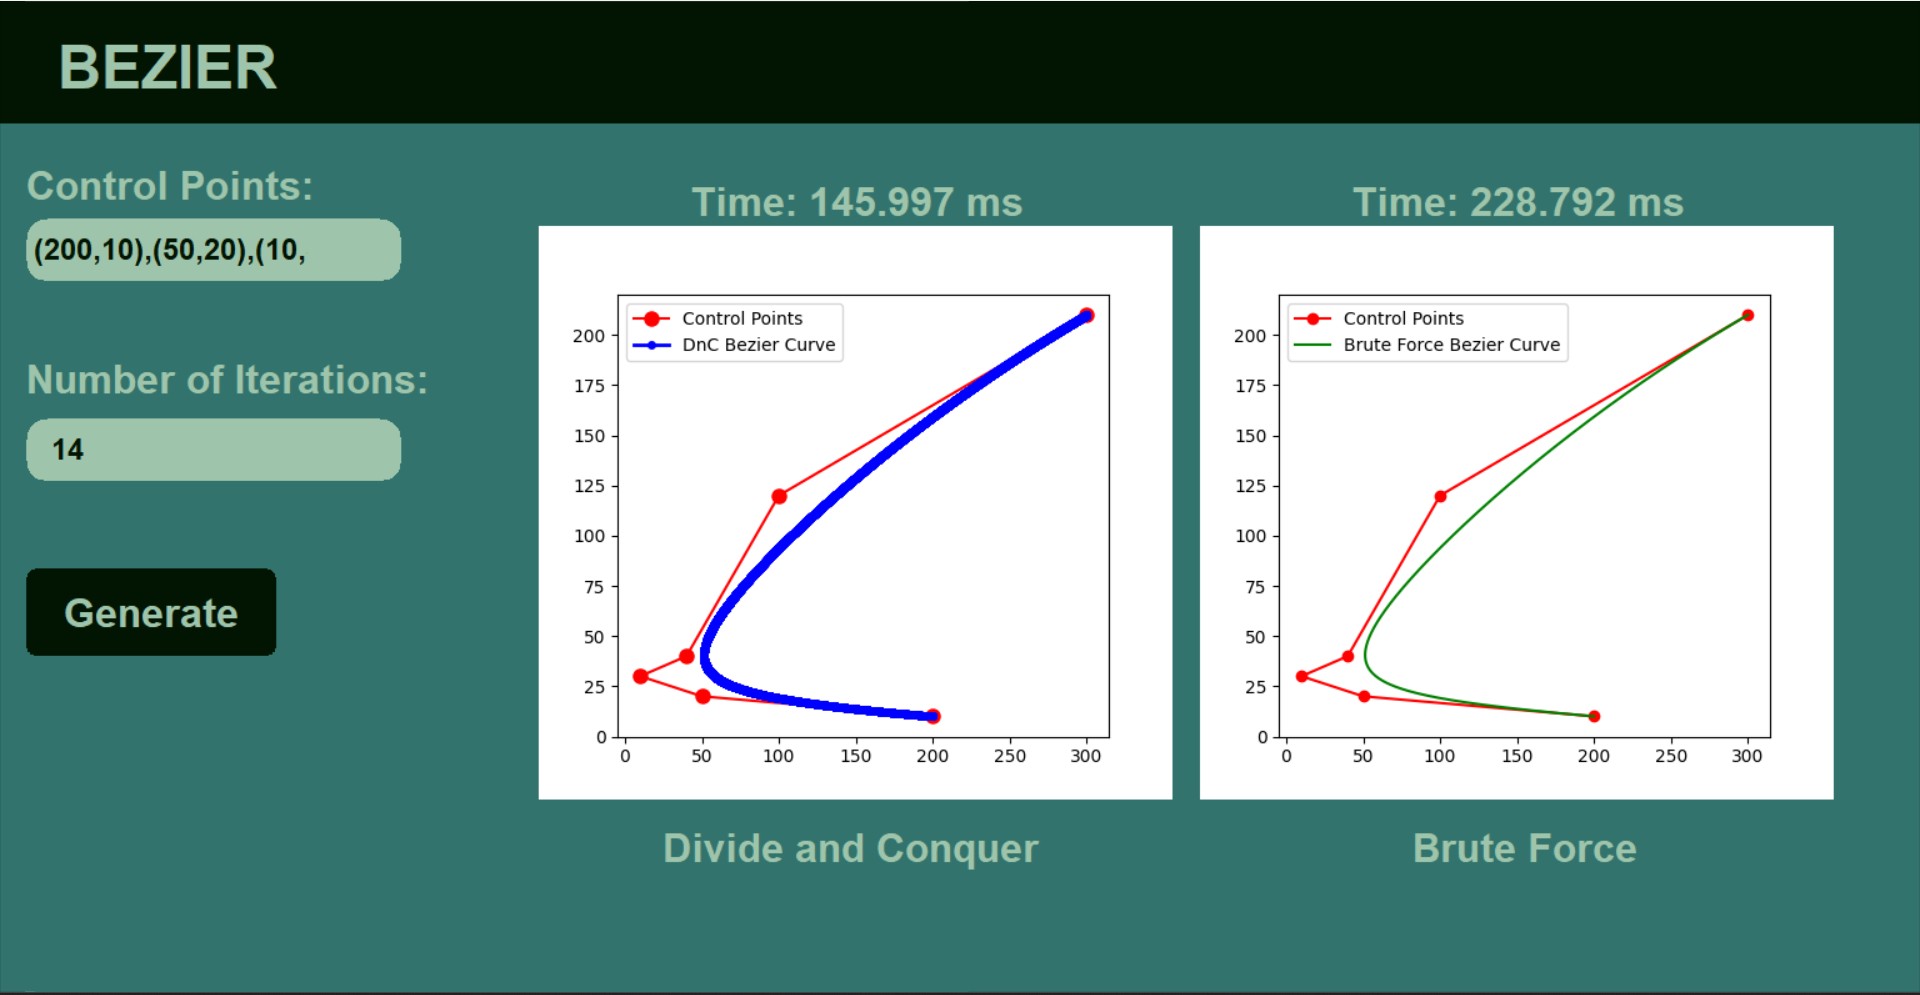 BEZIER
Control Points:
(200,10),(50,20),(10,
Number of Iterations:
14
Generate
Time: 145.997 ms
Control Points
DnC Bezier Curve
200
175
150
125
100
75
50
25
0
0 50 100 150 200 250 300
Divide and Conquer
Time: 228.792 ms
Control Points
Brute Force Bezier Curve
200
175
150
125
100
75
50
25
0
0 50 100 150 200 250 300
Brute Force